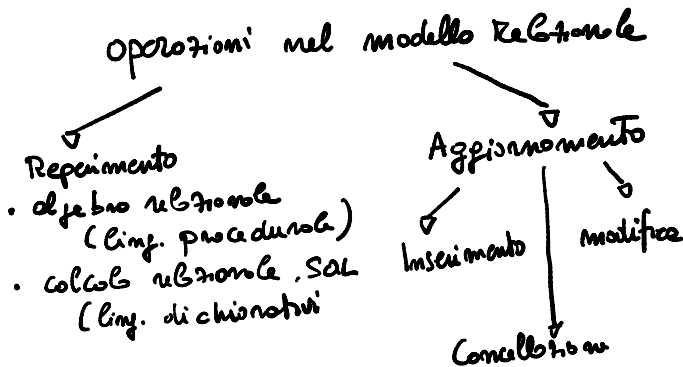 operazioni nel modello relazionale
Reperimento
• algebra relazionale
(ling. procedurale)
• calcolo relazionale, SQL
(ling. dichiarativi
Aggiornamento
Inserimento
modifica
Cancellazione